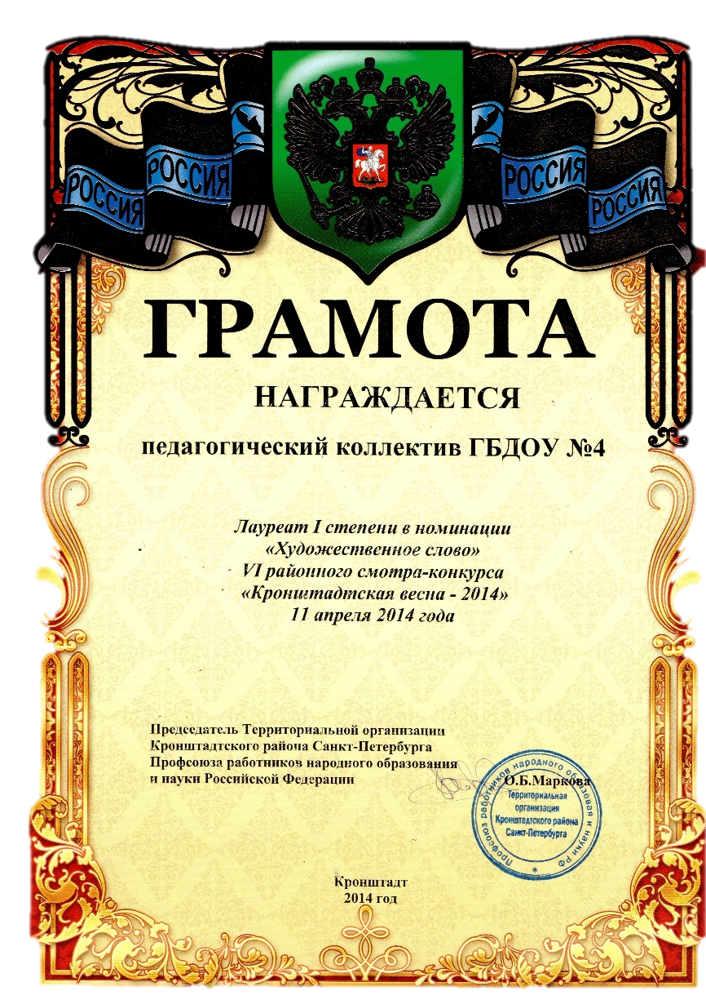 РОССИЯ
РОССИЯ
РОССИЯ
РОССИЯ
ГРАМОТА
НАГРАЖДАЕТСЯ
педагогический коллектив ГБДОУ №4
Лауреат I степени в номинации
«Художественное слово»
VI районного смотра-конкурса
«Кронштадтская весна - 2014»
11 апреля 2014 года
Председатель Территориальной организации
Кронштадтского района Санкт-Петербурга
Профсоюза работников народного образования
и науки Российской Федерации
О.Б.Маркова
Профсоюз работников народного образовая и науки РФ
Территориальная
организация
Кронштадтского района
Санкт-Петербурга
Кронштадт
2014 год